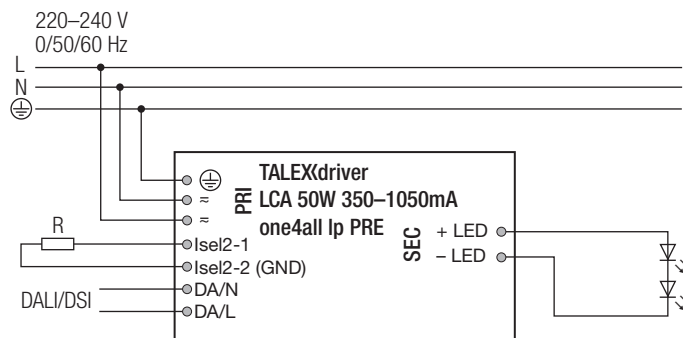 220–240 V
0/50/60 Hz
L
N
TALEXXdriver
LCA 50W 350–1050mA
one4all lp PRE
PRI
≂
≂
SEC
+ LED
– LED
R
Isel2-1
Isel2-2 (GND)
DALI/DSI
DA/N
DA/L